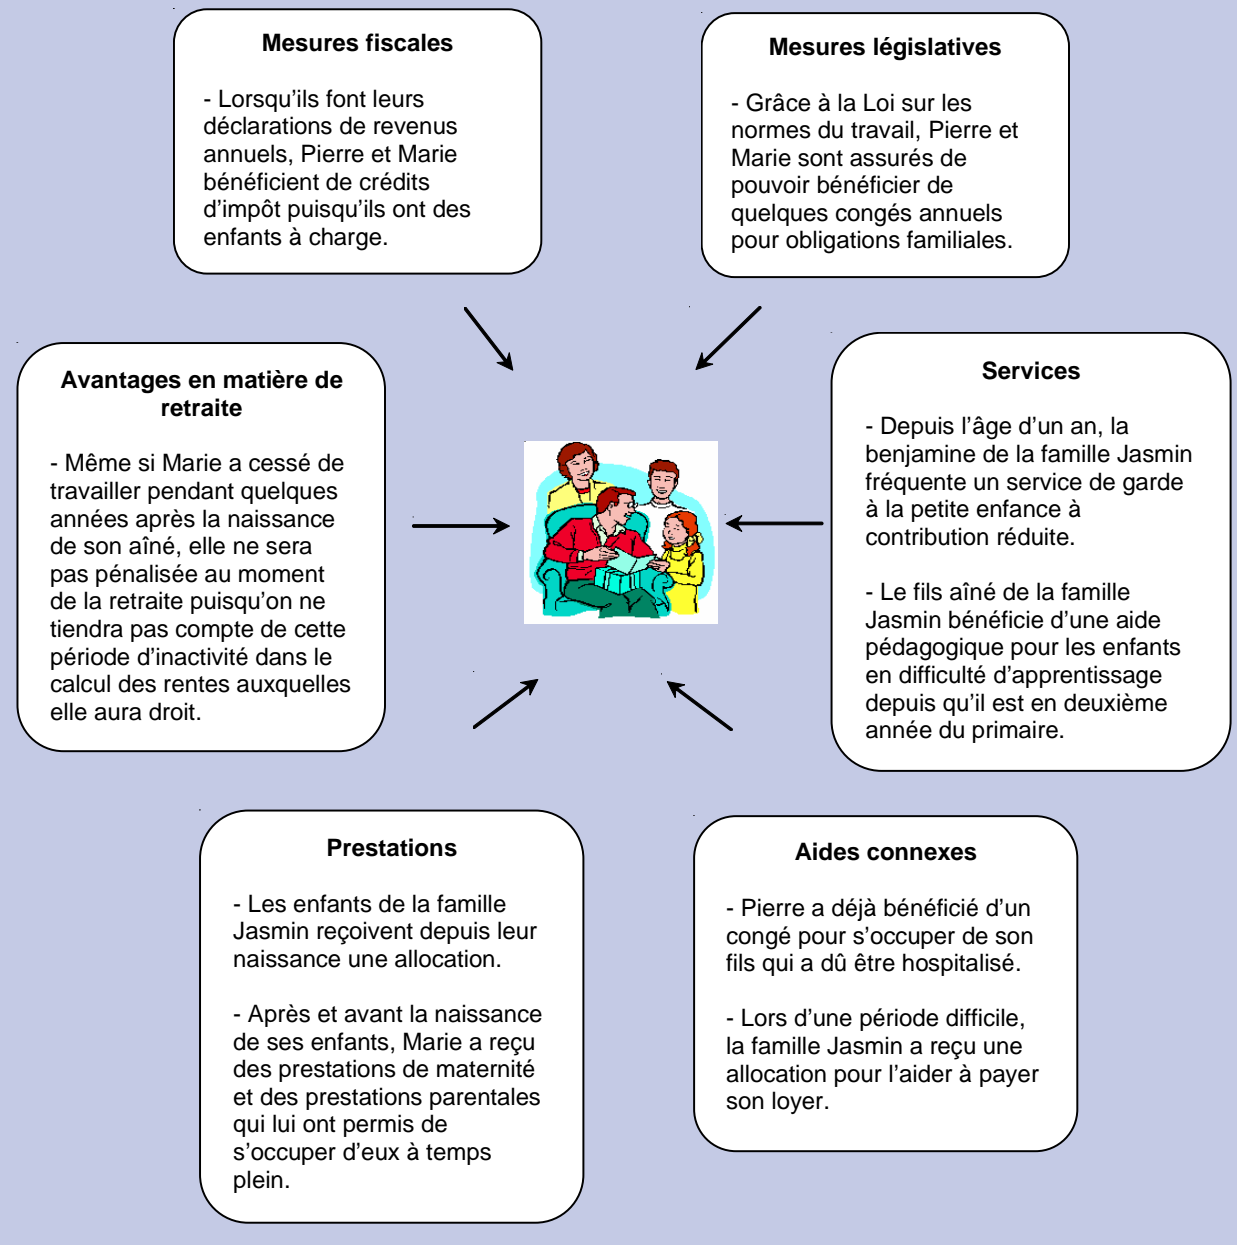 Mesures fiscales
- Lorsqu'ils font leurs
déclarations de revenus
annuels, Pierre et Marie
bénéficient de crédits
d'impôt puisqu'ils ont des
enfants à charge.
Mesures législatives
- Grâce à la Loi sur les
normes du travail, Pierre et
Marie sont assurés de
pouvoir bénéficier de
quelques congés annuels
pour obligations familiales.
Avantages en matière de
retraite
- Même si Marie a cessé de
travailler pendant quelques
années après la naissance
de son aîné, elle ne sera
pas pénalisée au moment
de la retraite puisqu'on ne
tiendra pas compte de cette
période d'inactivité dans le
calcul des rentes auxquelles
elle aura droit.
Services
- Depuis l'âge d'un an, la
benjamine de la famille Jasmin
fréquente un service de garde
à la petite enfance à
contribution réduite.
- Le fils aîné de la famille
Jasmin bénéficie d'une aide
pédagogique pour les enfants
en difficulté d'apprentissage
depuis qu'il est en deuxième
année du primaire.
Prestations
- Les enfants de la famille
Jasmin reçoivent depuis leur
naissance une allocation.
- Après et avant la naissance
de ses enfants, Marie a reçu
des prestations de maternité
et des prestations parentales
qui lui ont permis de
s'occuper d'eux à temps
plein.
Aides connexes
- Pierre a déjà bénéficié d'un
congé pour s'occuper de son
fils qui a dû être hospitalisé.
- Lors d'une période difficile,
la famille Jasmin a reçu une
allocation pour l'aider à payer
son loyer.